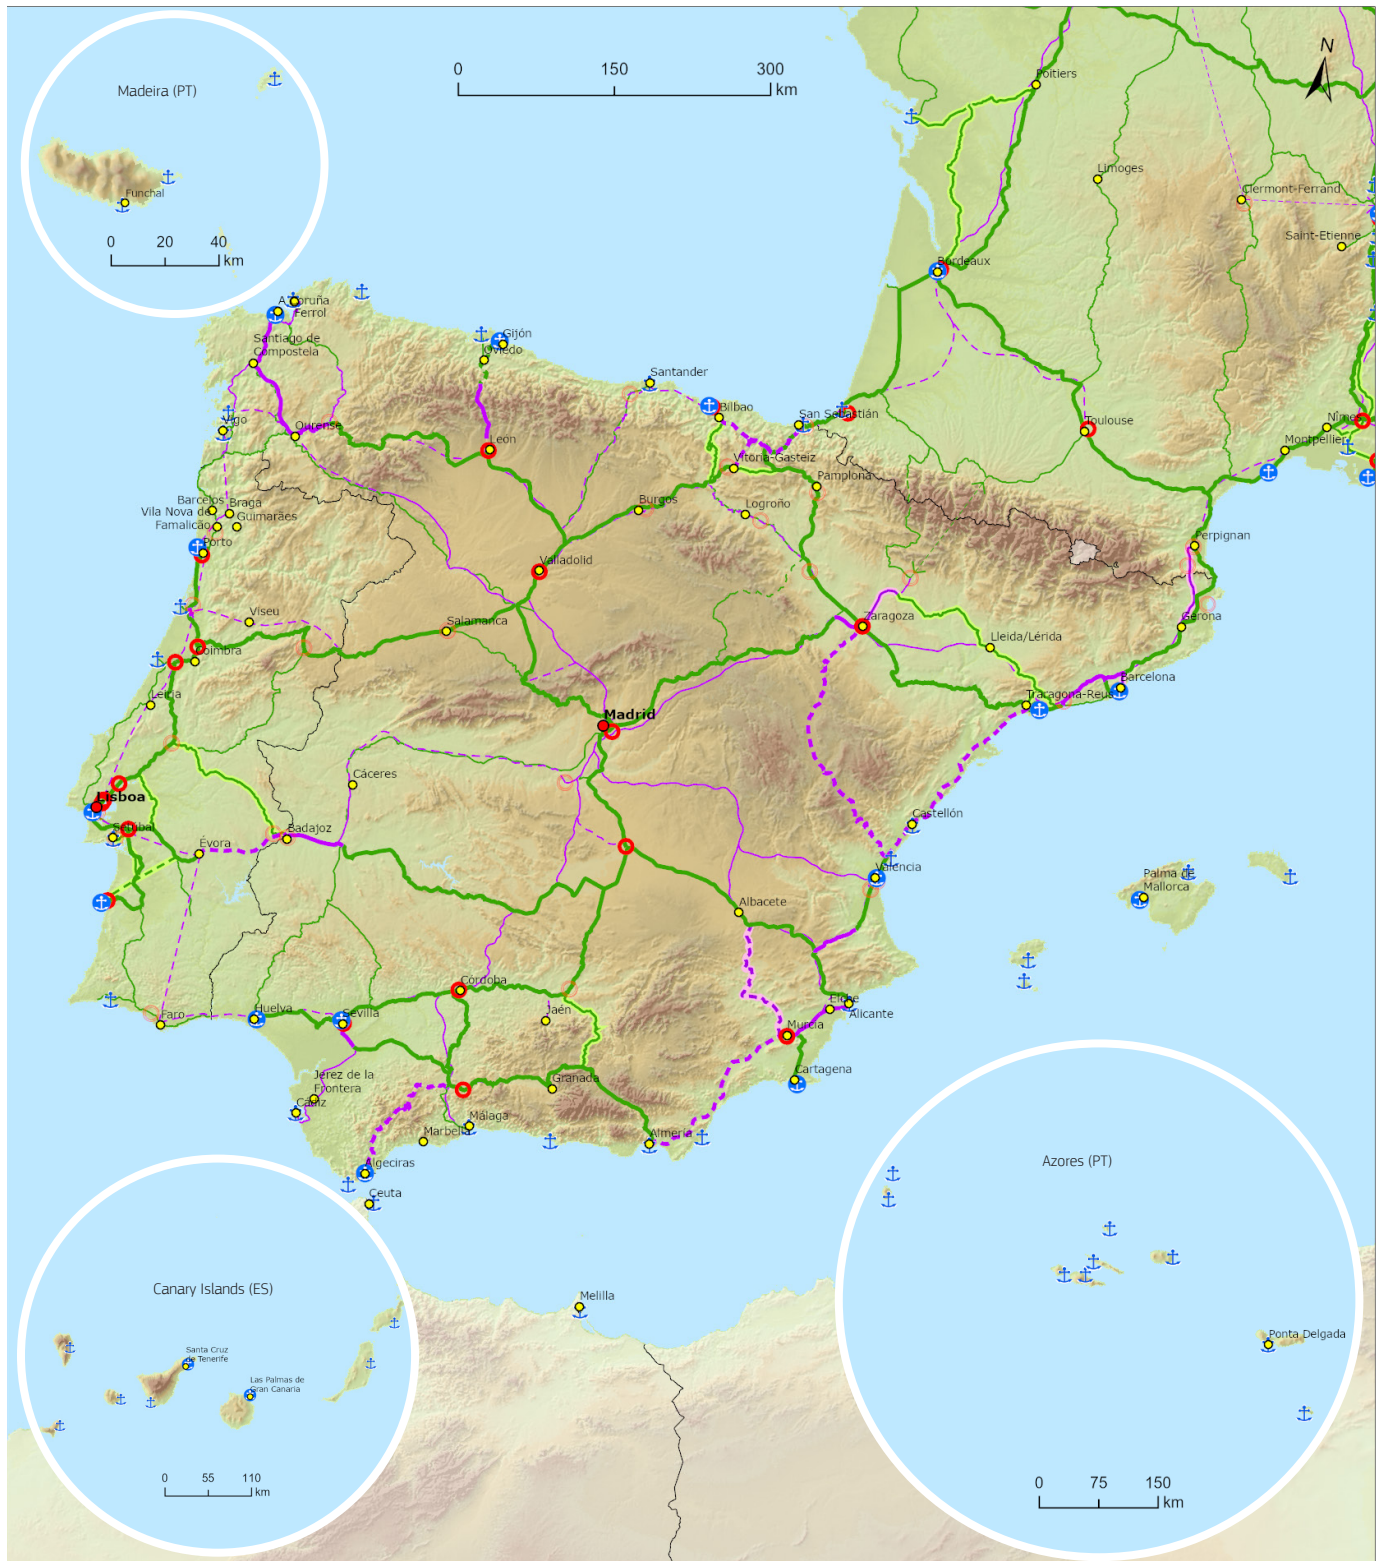 N
0 150 300
km
Madeira (PT)
Funchal
0 20 40
km
Poitiers
Limoges
Clermont-Ferrand
Saint-Etienne
Bordeaux
A Coruña
Ferrol
Santiago de
Compostela
Gijón
Oviedo
Santander
Bilbao
San Sebastián
Toulouse
Nîmes
Montpellier
Vigo
Ourense
León
Vitoria-Gasteiz
Pamplona
Burgos
Logroño
Barcelos
Braga
Vila Nova de
Famalicão
Guimarães
Porto
Perpignan
Valladolid
Viseu
Salamanca
Zaragoza
Gerona
Lleida/Lérida
Coimbra
Barcelona
Tracagona-Reus
Leiria
Madrid
Cáceres
Lisboa
Castellón
Setúbal
Évora
Badajoz
Valencia
Palma de
Mallorca
Albacete
Córdoba
Elche
Alicante
Jaén
Huelva
Sevilla
Faro
Murcia
Cartagena
Jerez de la
Frontera
Granada
Cádiz
Málaga
Marbella
Almería
Algeciras
Ceuta
Azores (PT)
Ponta Delgada
0 75 150
km
Canary Islands (ES)
Santa Cruz
de Tenerife
Las Palmas de
Gran Canaria
0 55 110
km
Melilla